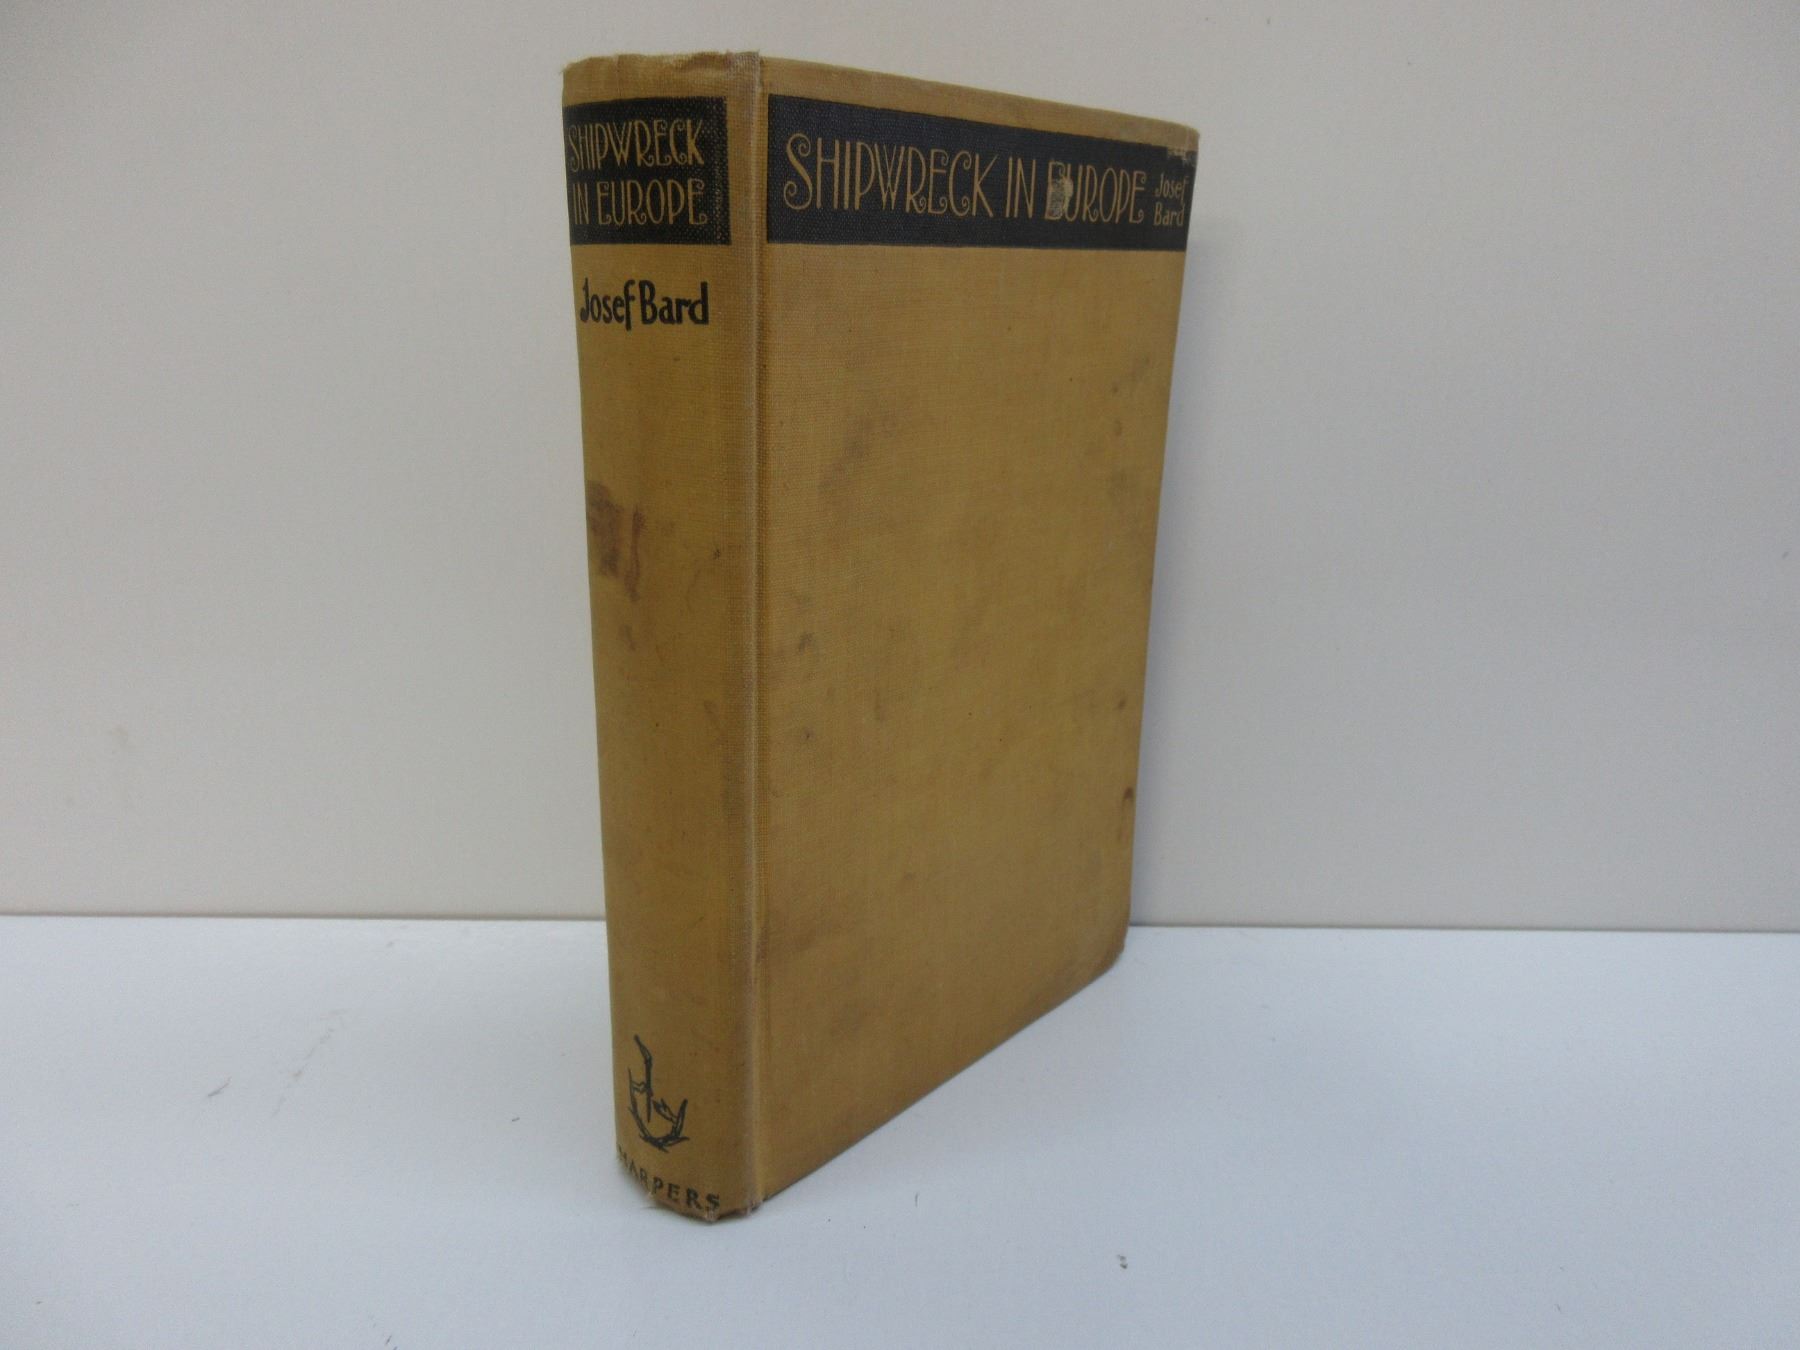 SHIPWRECK
IN EUROPE
Josef Bard
HARPERS
SHIPWRECK IN EUROPE
Josef
Bard